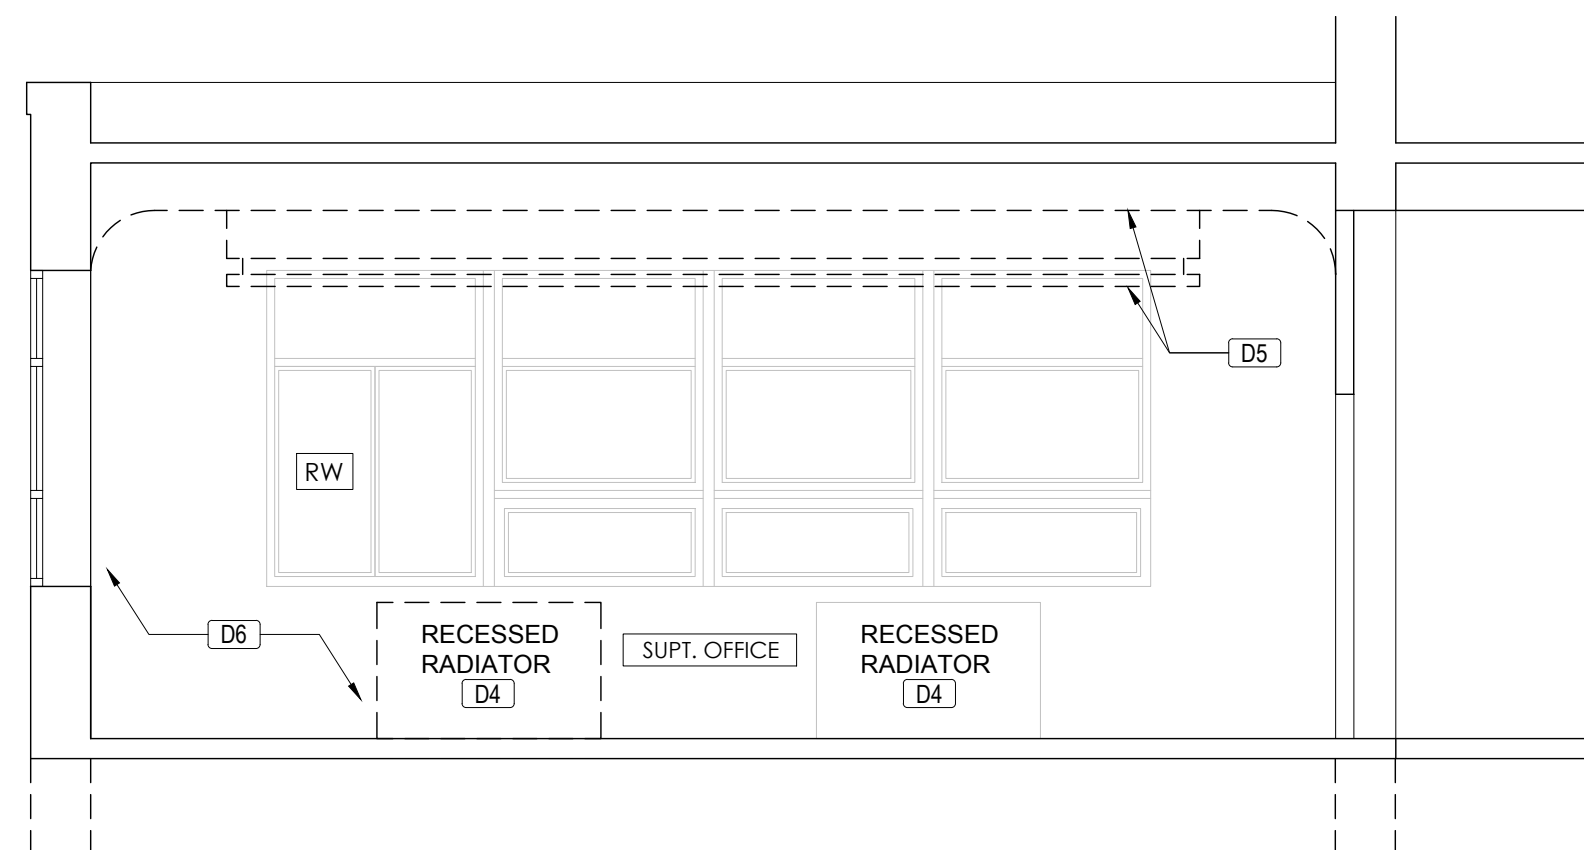 D5
RW
D6
RECESSED
RADIATOR
D4
SUPT. OFFICE
RECESSED
RADIATOR
D4